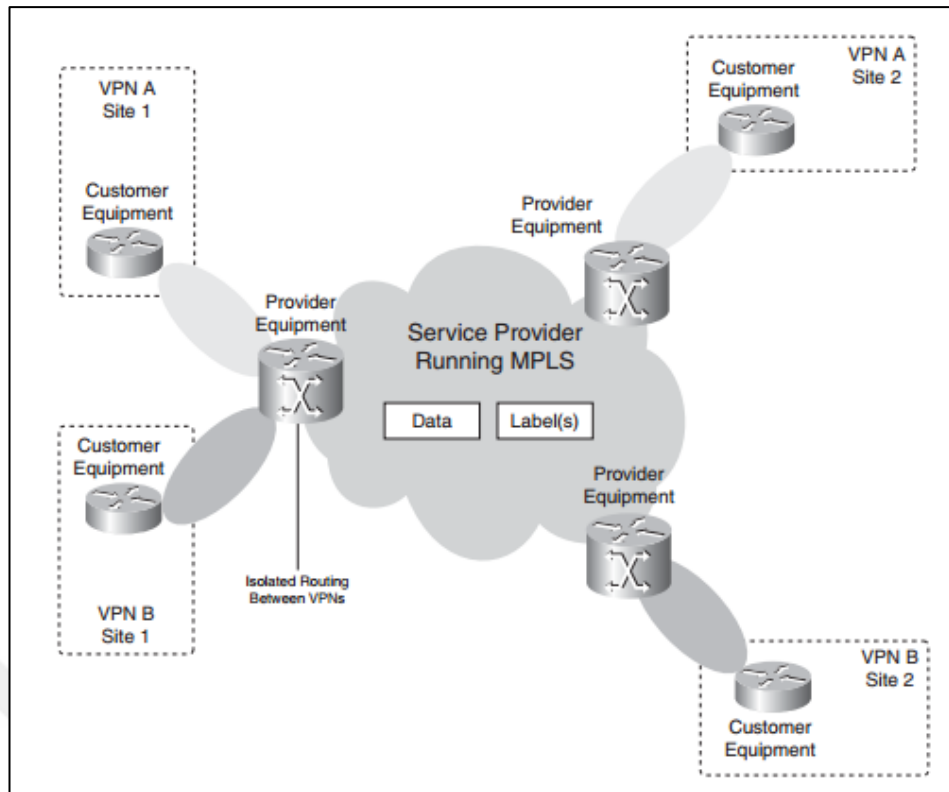 VPN A
Site 1
Customer
Equipment
Customer
Equipment
VPN A
Site 2
Provider
Equipment
Provider
Equipment
Service Provider
Running MPLS
Data
Label(s)
Customer
Equipment
VPN B
Site 1
Isolated Routing
Between VPNs
Provider
Equipment
VPN B
Site 2
Customer
Equipment